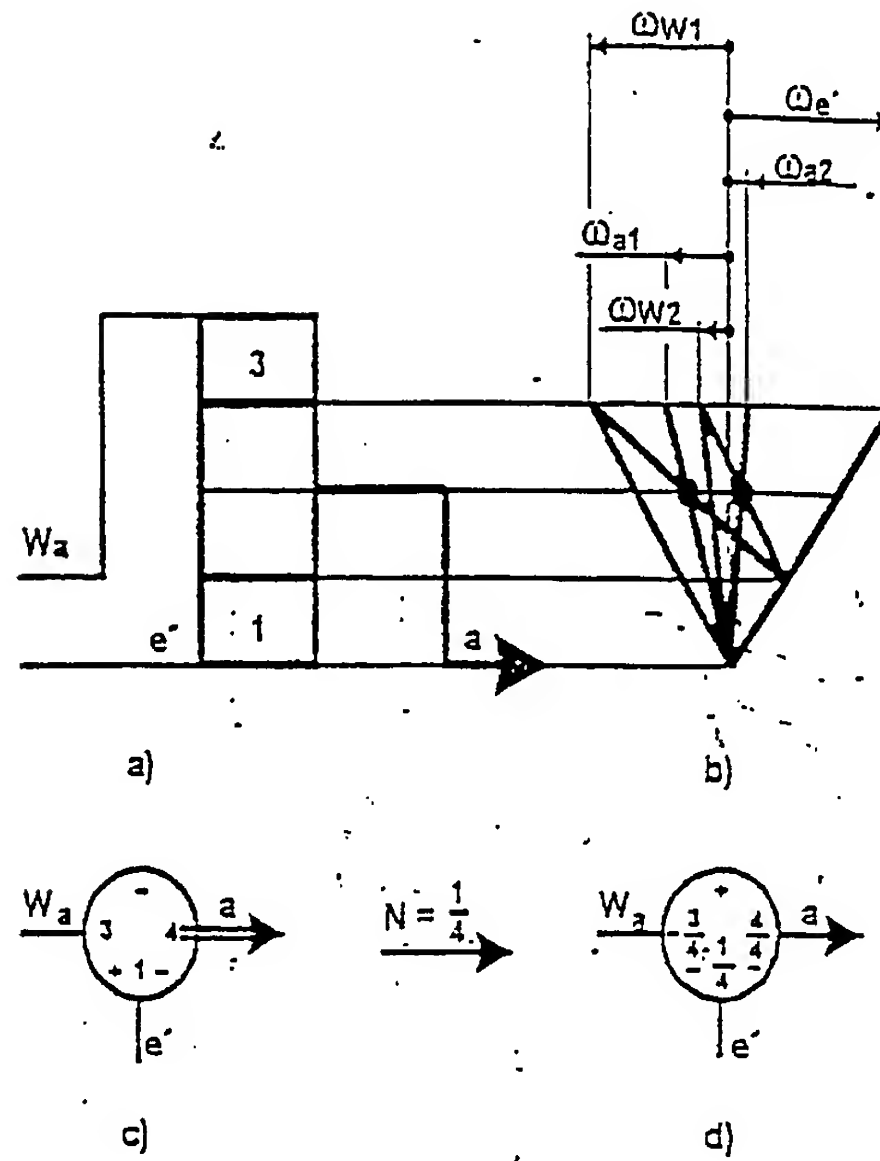 ωW1
ωe'
ωa2
ωa1
ωW2
3
Wa
e' 1 a
a) b)
Wa 3 - 4 a
+ 1 -
e'
N = 1/4
Wa - 3/4 + 4/4 a
- 1/4 -
e'
c) d)